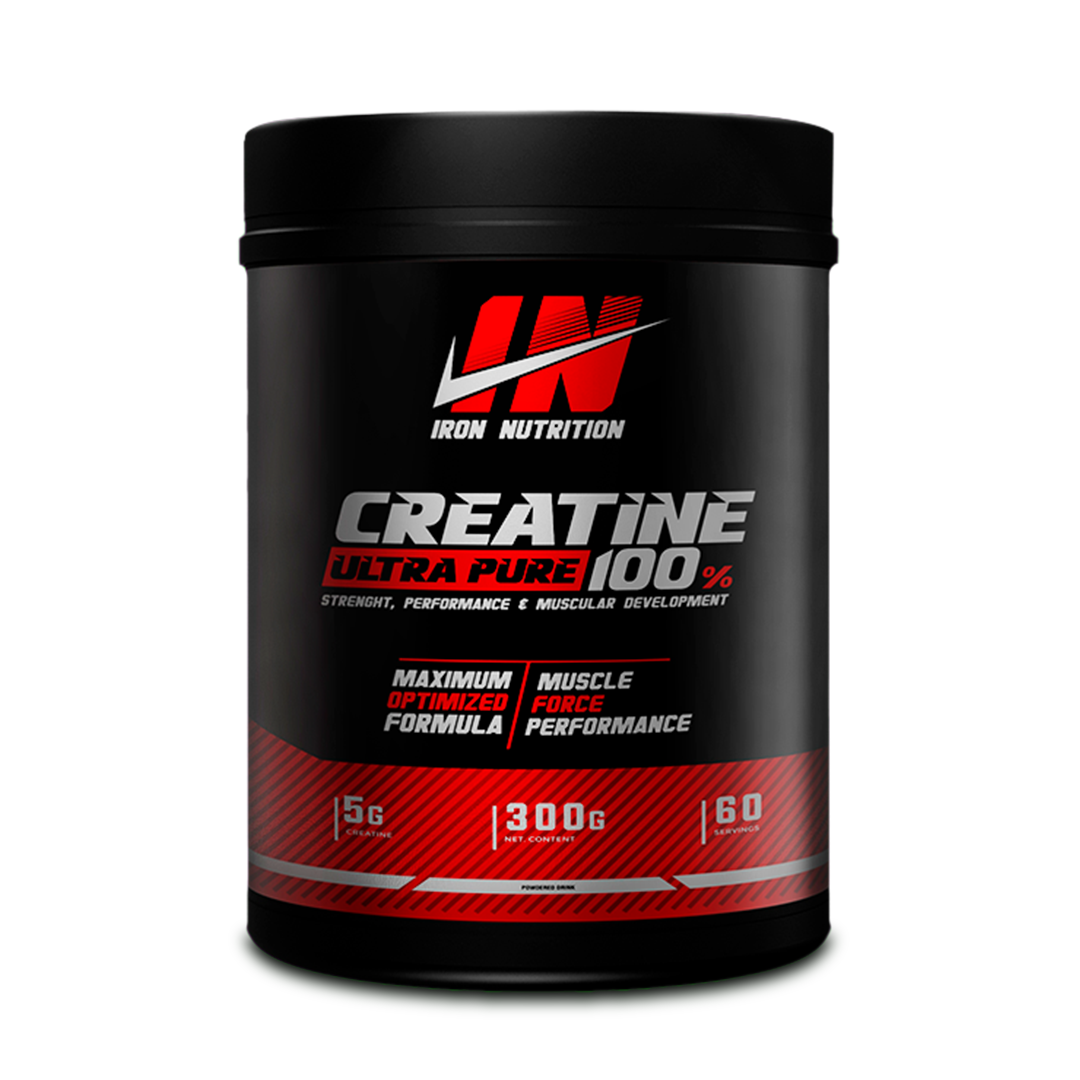 IN
IRON NUTRITION
CREATINE
ULTRA PURE 100%
STRENGHT, PERFORMANCE & MUSCULAR DEVELOPMENT
MAXIMUM
OPTIMIZED
FORMULA
MUSCLE
FORCE
PERFORMANCE
5G
CREATINE
300G
NET. CONTENT
60
SERVINGS
POWDERED DRINK